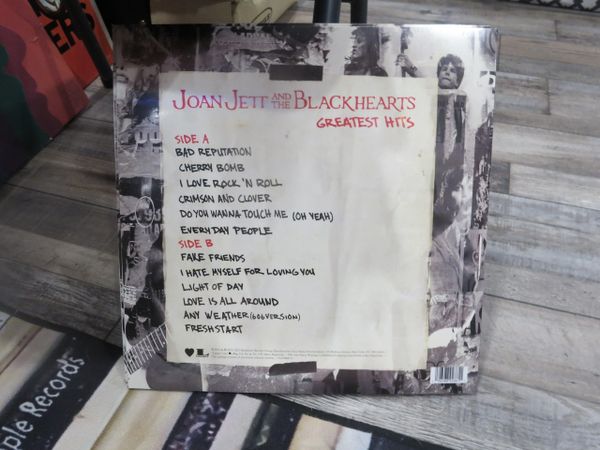 ERS
JOAN JETT AND THE BLACKHEARTS
GREATEST HITS
SIDE A
BAD REPUTATION
CHERRY BOMB
I LOVE ROCK 'N ROLL
CRIMSON AND CLOVER
DO YOU WANNA TOUCH ME (OH YEAH)
EVERYDAY PEOPLE
SIDE B
FAKE FRIENDS
I HATE MYSELF FOR LOVING YOU
LIGHT OF DAY
LOVE IS ALL AROUND
ANY WEATHER (606 VERSION)
FRESH START
ple Records